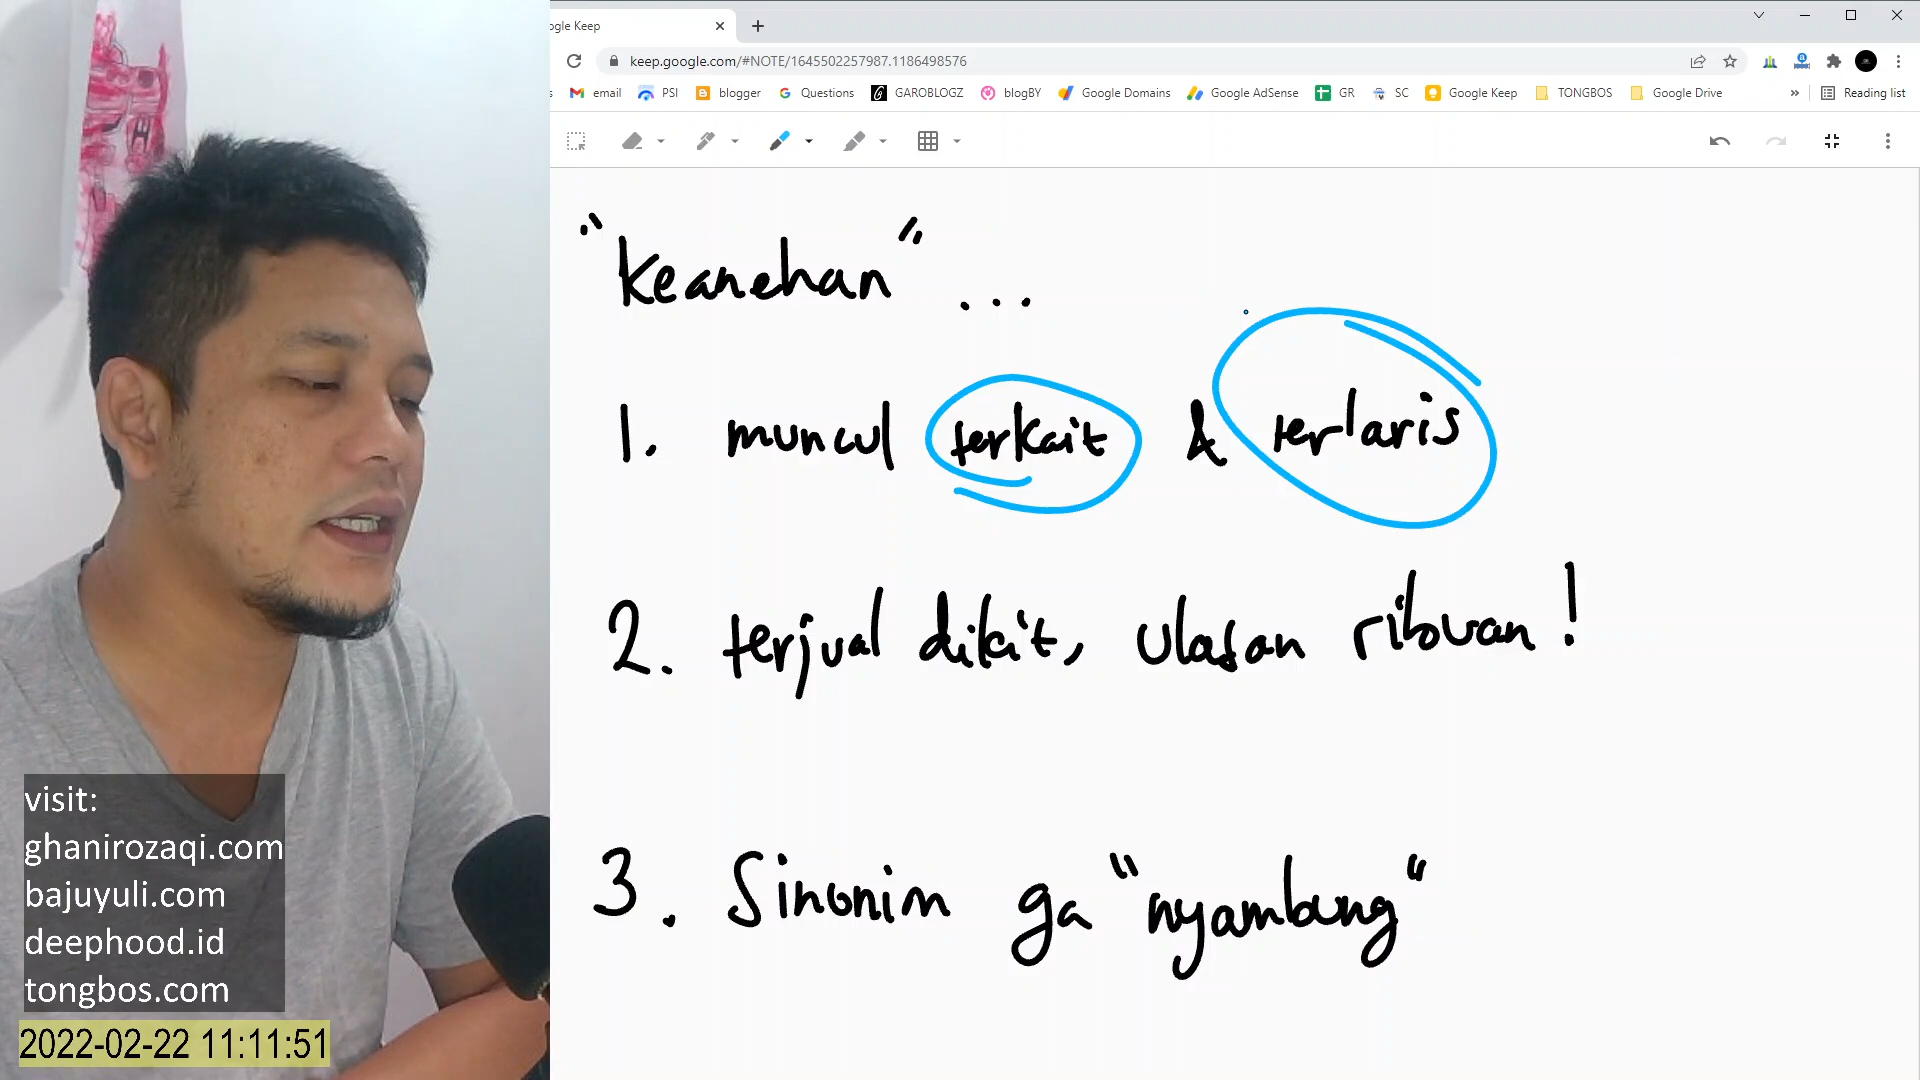 ogle Keep
keep.google.com/#NOTE/1645502257987.1186498576
s email PSI blogger Questions GAROBLOGZ blogBY Google Domains Google AdSense GR SC Google Keep TONGBOS Google Drive » Reading list
"Keanehan" ...
1. muncul terkait & terlaris
2. terjual dikit, ulasan ribuan!
3. Sinonim ga "nyambung"
visit:
ghanirozaqi.com
bajuyuli.com
deephood.id
tongbos.com
2022-02-22 11:11:51